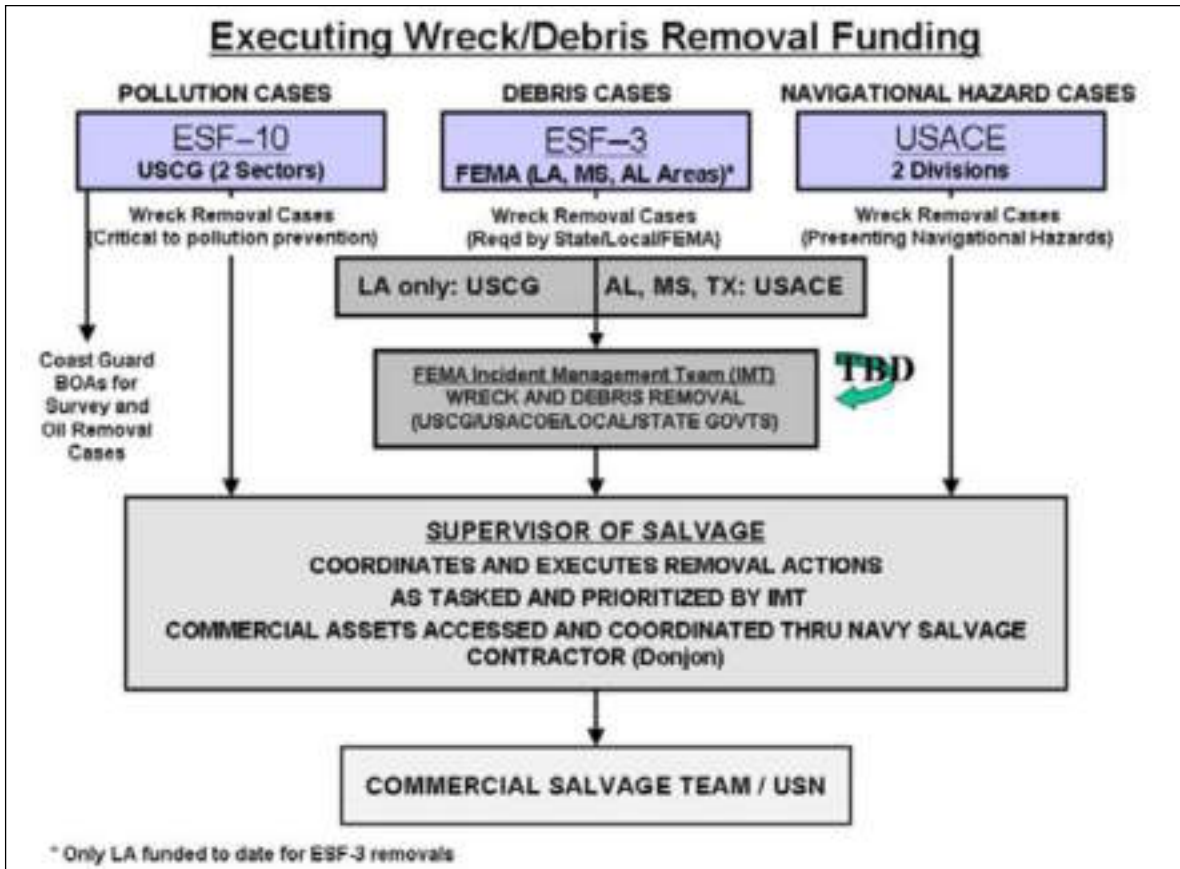 Executing Wreck/Debris Removal Funding
POLLUTION CASES
ESF–10
USCG (2 Sectors)
Wreck Removal Cases
(Critical to pollution prevention)
Coast Guard
BOAs for
Survey and
Oil Removal
Cases
DEBRIS CASES
ESF–3
FEMA (LA, MS, AL Areas)*
Wreck Removal Cases
(Reqd by State/Local/FEMA)
NAVIGATIONAL HAZARD CASES
USACE
2 Divisions
Wreck Removal Cases
(Presenting Navigational Hazards)
LA only: USCG
AL, MS, TX: USACE
FEMA Incident Management Team (IMT)
WRECK AND DEBRIS REMOVAL
(USCG/USACOE/LOCAL/STATE GOVTS)
TBD
SUPERVISOR OF SALVAGE
COORDINATES AND EXECUTES REMOVAL ACTIONS
AS TASKED AND PRIORITIZED BY IMT
COMMERCIAL ASSETS ACCESSED AND COORDINATED THRU NAVY SALVAGE
CONTRACTOR (Donjon)
COMMERCIAL SALVAGE TEAM / USN
* Only LA funded to date for ESF-3 removals